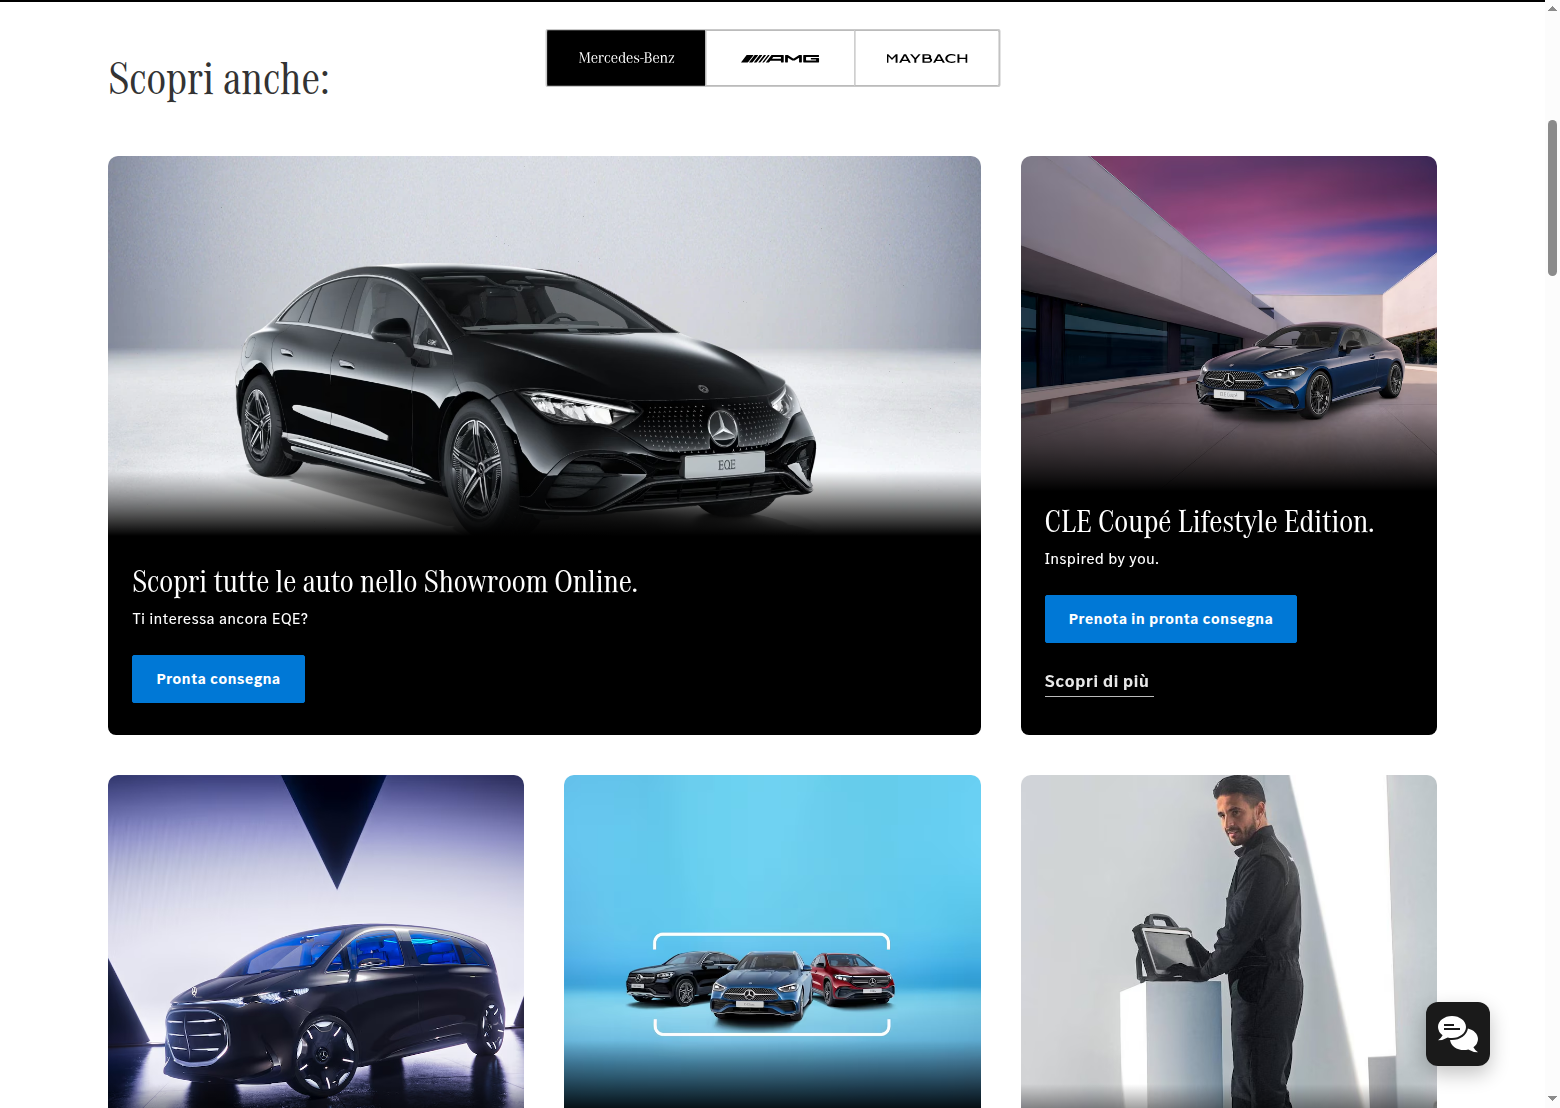 Mercedes-Benz
AMG
MAYBACH
Scopri anche:
EQE
Scopri tutte le auto nello Showroom Online.
Ti interessa ancora EQE?
Pronta consegna
CLE Coupé Lifestyle Edition.
Inspired by you.
Prenota in pronta consegna
Scopri di più